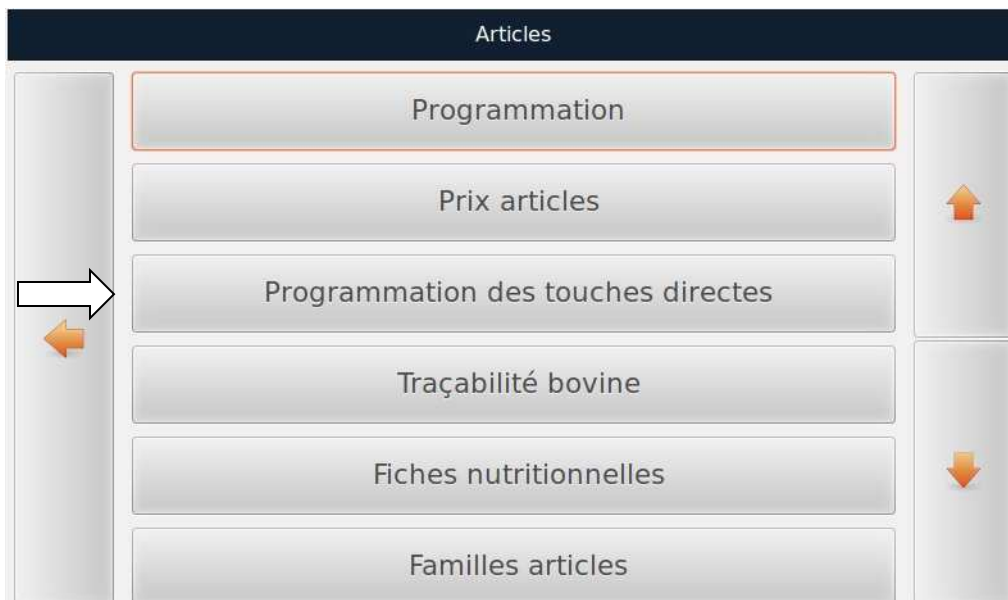 Articles
Programmation
Prix articles
Programmation des touches directes
Traçabilité bovine
Fiches nutritionnelles
Familles articles